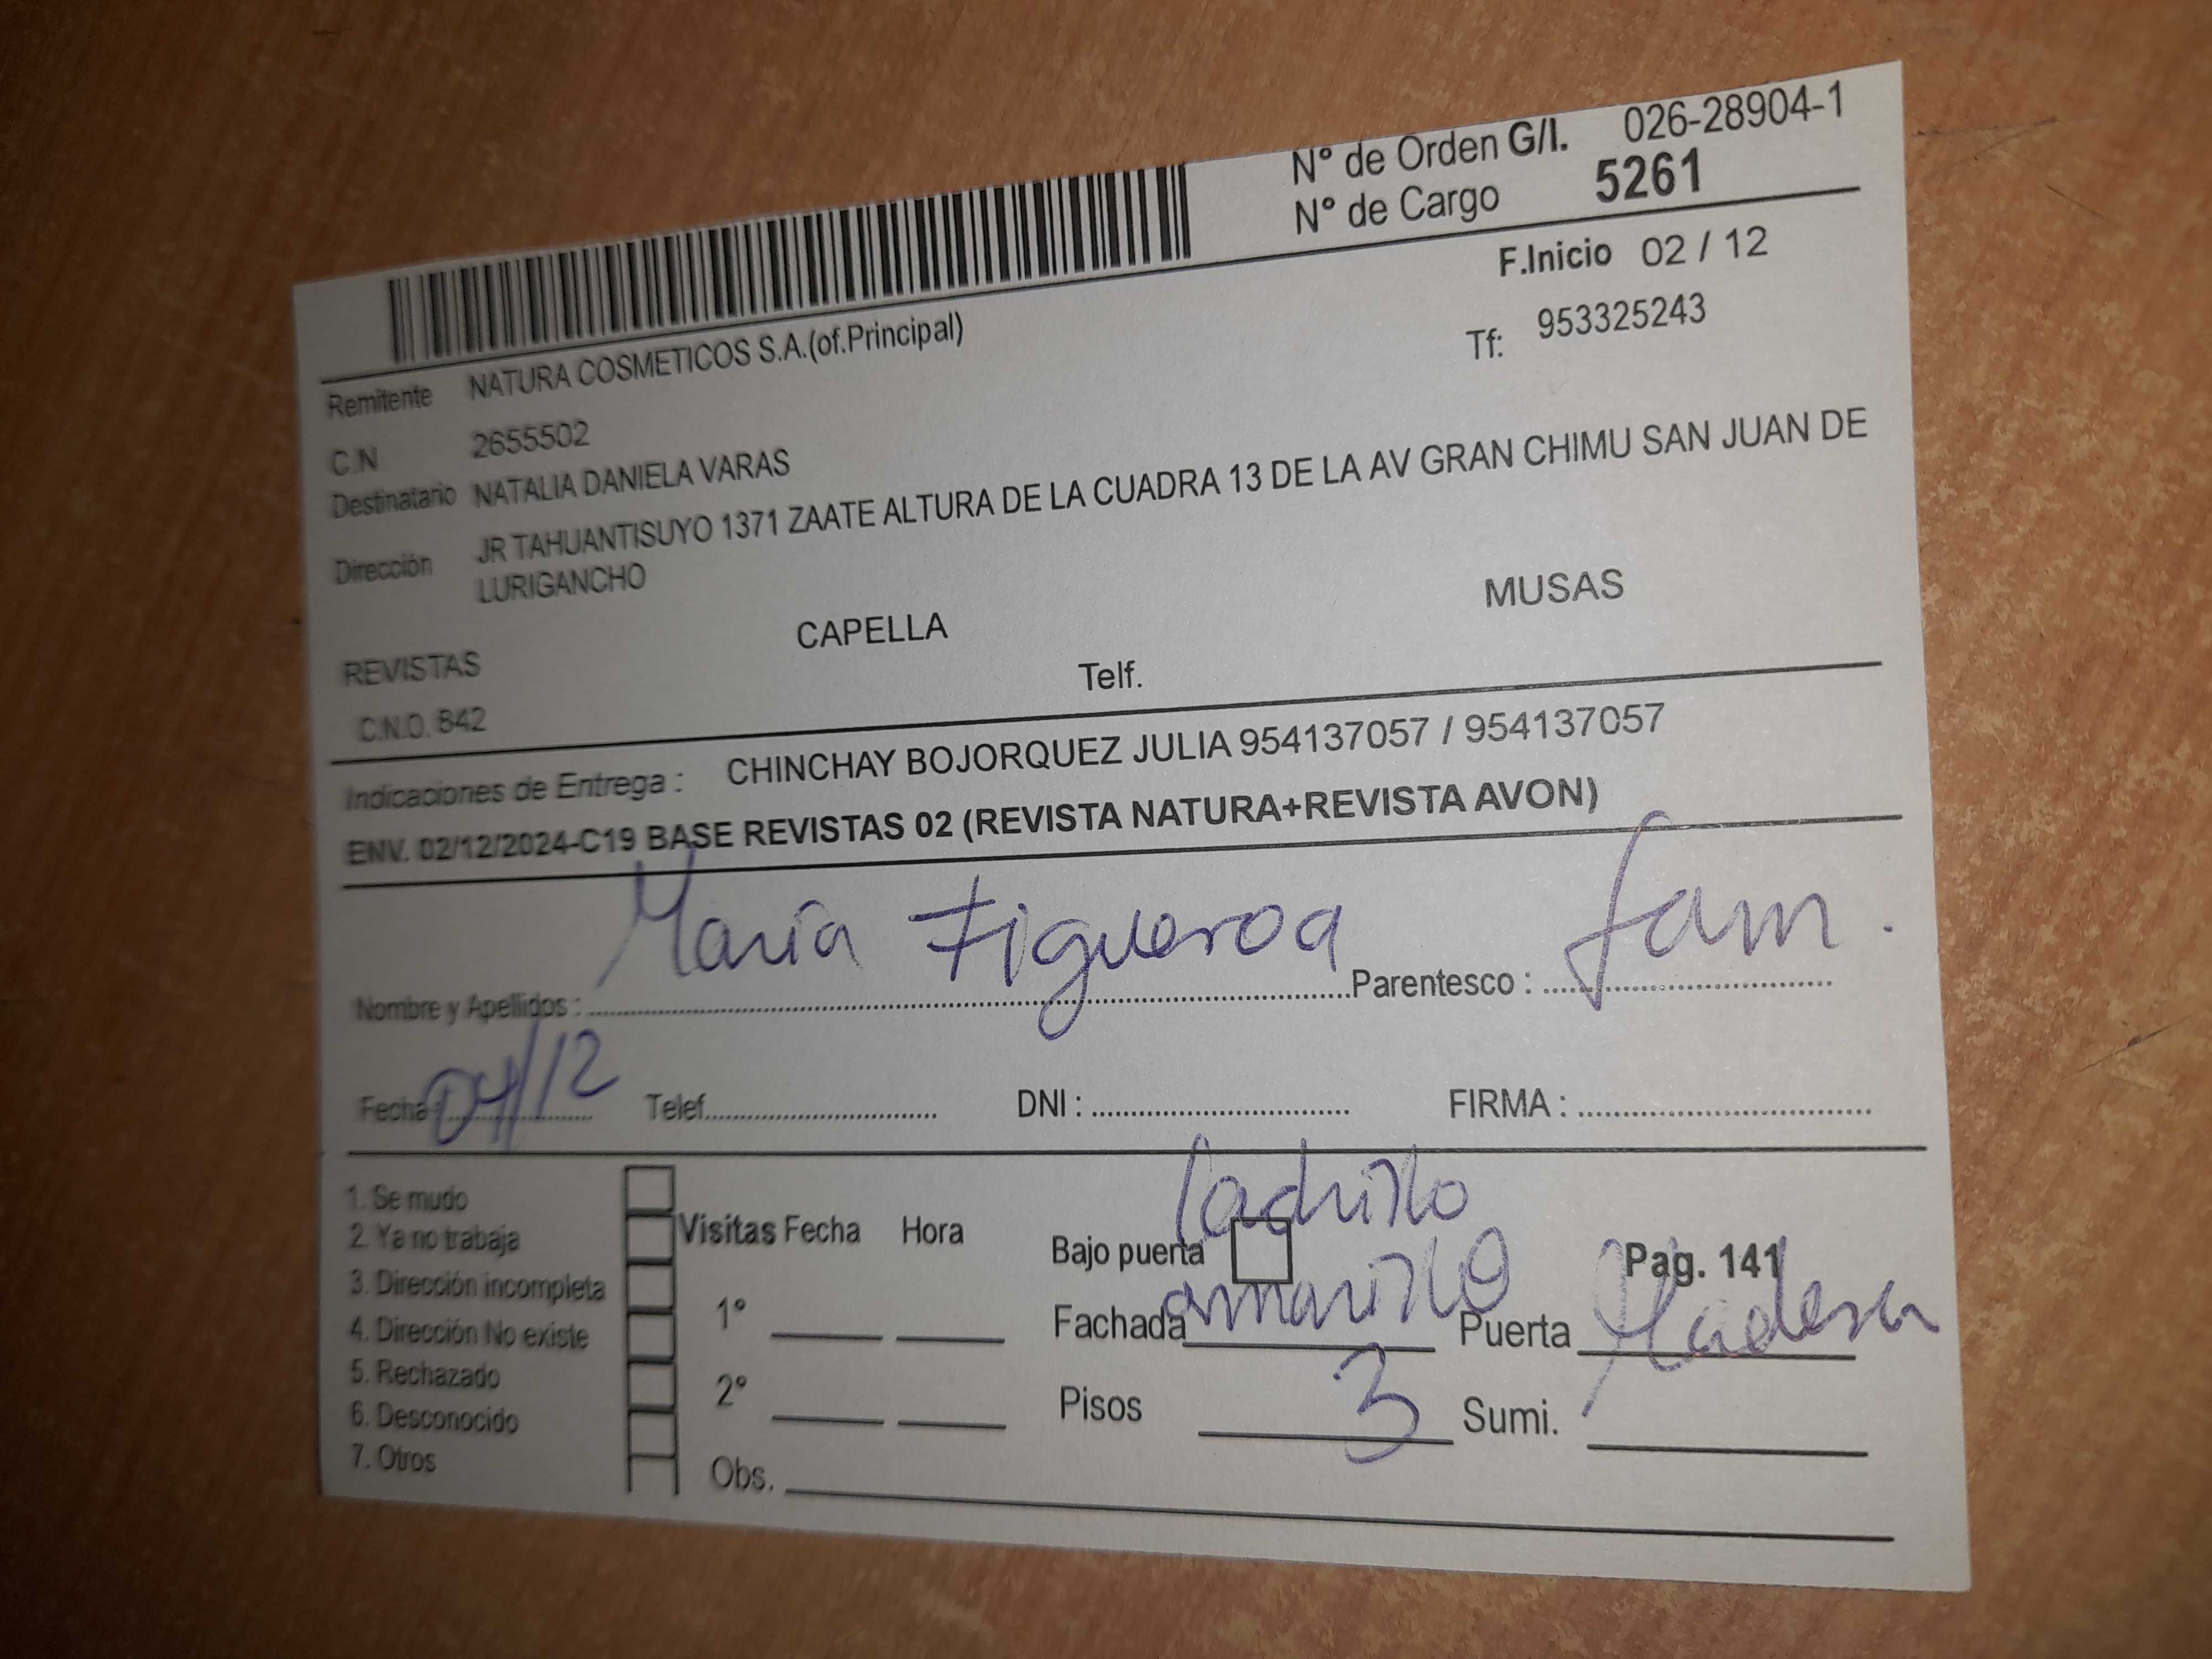 N° de Orden G/I. 026-28904-1
N° de Cargo 5261
F.Inicio 02 / 12
Remitente NATURA COSMETICOS S.A.(of.Principal)
Tf: 953325243
C.N 2655502
Destinatario NATALIA DANIELA VARAS
Dirección JR TAHUANTISUYO 1371 ZAATE ALTURA DE LA CUADRA 13 DE LA AV GRAN CHIMU SAN JUAN DE
LURIGANCHO
REVISTAS CAPELLA MUSAS
C.N.O. 842 Telf.
Indicaciones de Entrega : CHINCHAY BOJORQUEZ JULIA 954137057 / 954137057
ENV. 02/12/2024-C19 BASE REVISTAS 02 (REVISTA NATURA+REVISTA AVON)
Nombre y Apellidos : María Figueroa Parentesco : fam.
Fecha : 04/12 Telef. DNI : FIRMA :
1. Se mudo
2. Ya no trabaja
3. Dirección incompleta
4. Dirección No existe
5. Rechazado
6. Desconocido
7. Otros
Visitas Fecha Hora
1°
2°
Obs.
ladrillo
Bajo puerta Pag. 141
Fachada amarillo Puerta Madera
Pisos 3 Sumi.